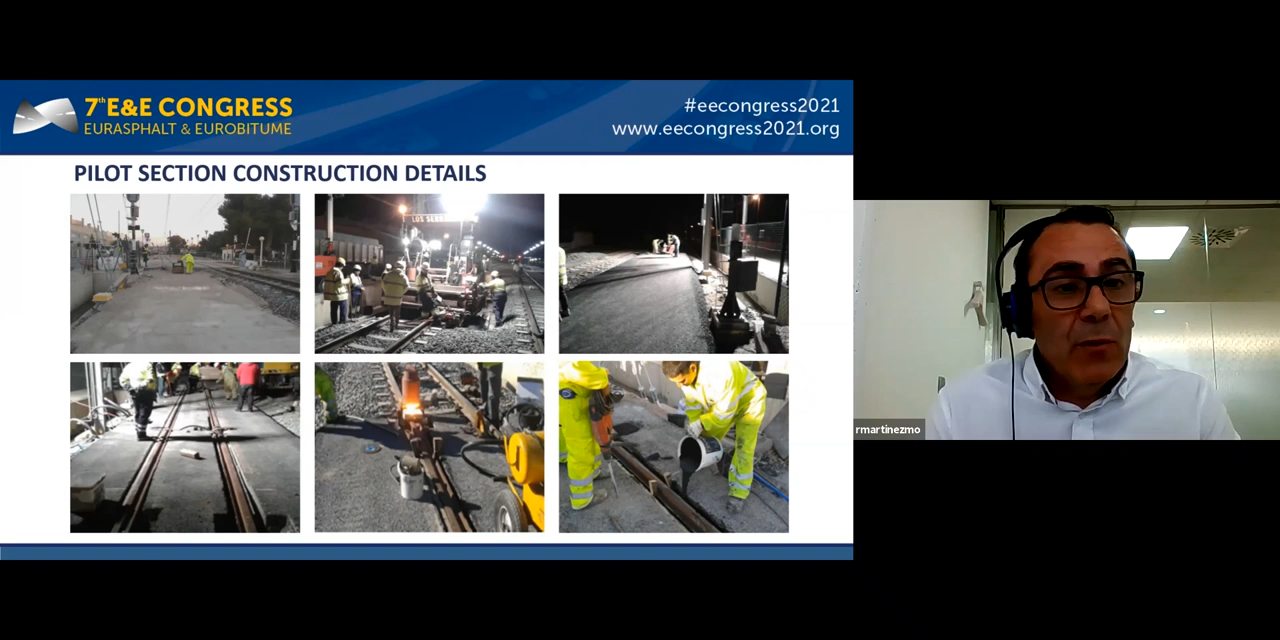 7th E&E CONGRESS
EURASPHALT & EUROBITUME
#eecongress2021
www.eecongress2021.org
PILOT SECTION CONSTRUCTION DETAILS
rmartinezmo